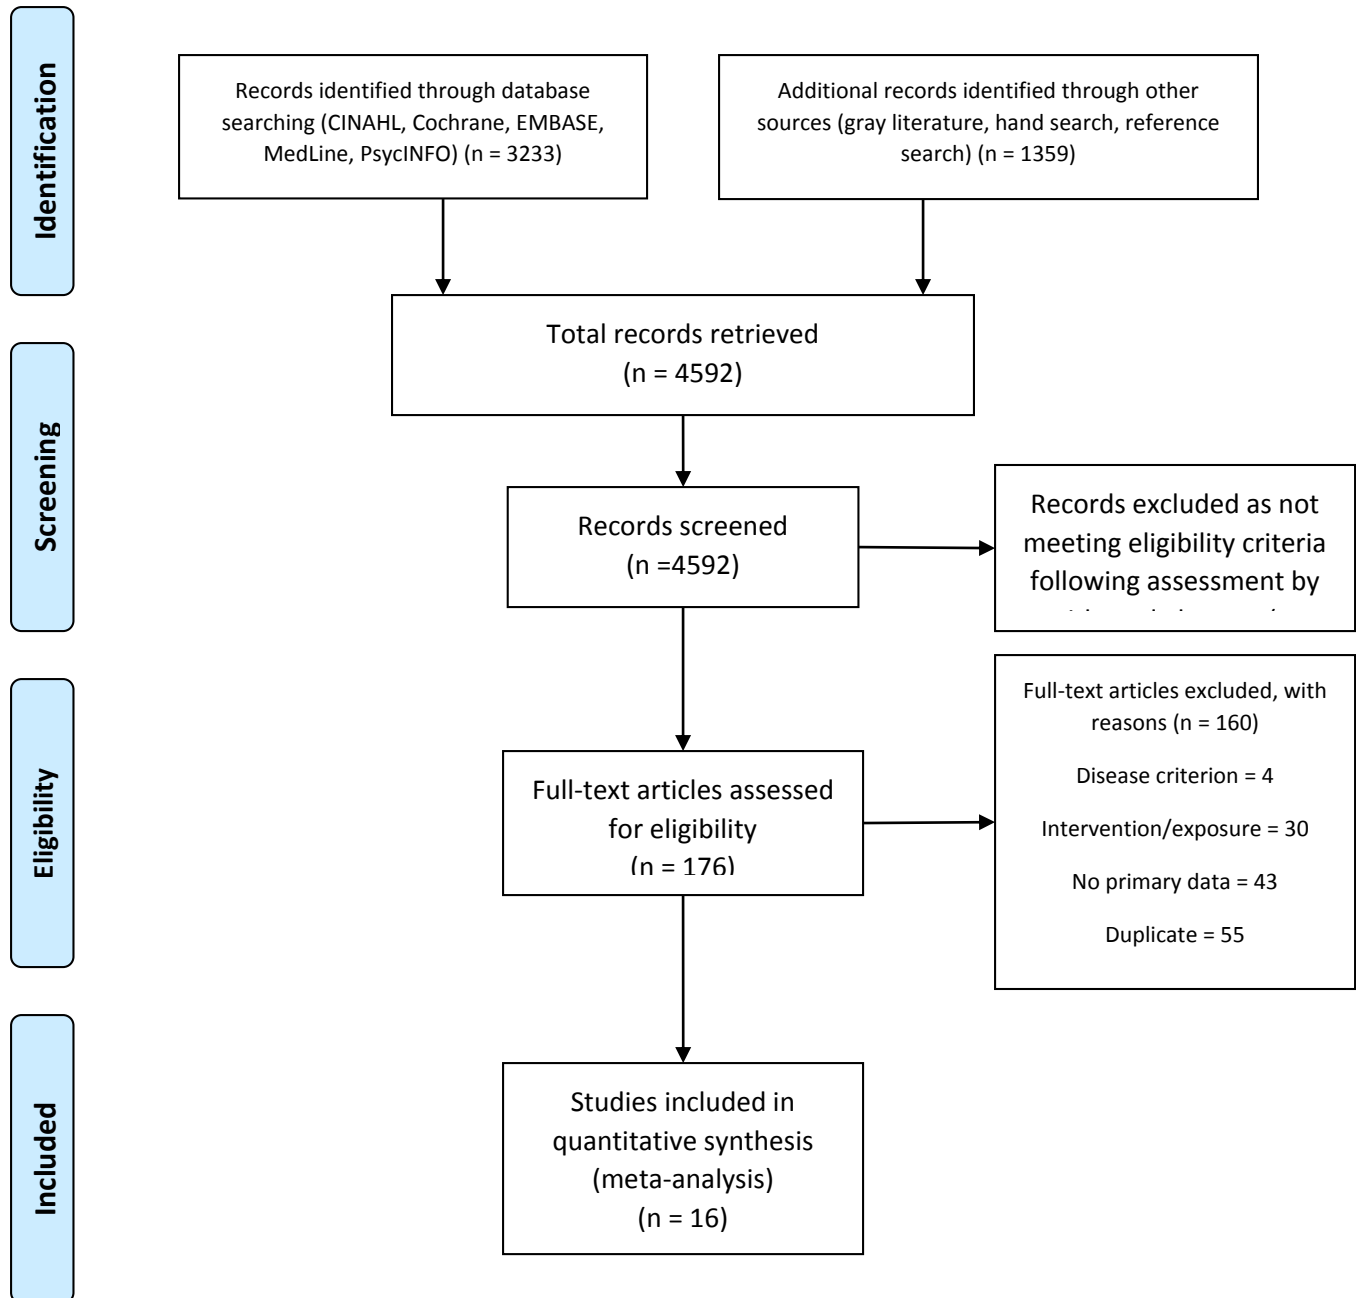 Identification
Records identified through database
searching (CINAHL, Cochrane, EMBASE,
MedLine, PsycINFO) (n = 3233)
Additional records identified through other
sources (gray literature, hand search, reference
search) (n = 1359)
Total records retrieved
(n = 4592)
Screening
Records screened
(n =4592)
Records excluded as not
meeting eligibility criteria
following assessment by
Eligibility
Full-text articles assessed
for eligibility
(n = 176)
Full-text articles excluded, with
reasons (n = 160)
Disease criterion = 4
Intervention/exposure = 30
No primary data = 43
Duplicate = 55
Included
Studies included in
quantitative synthesis
(meta-analysis)
(n = 16)